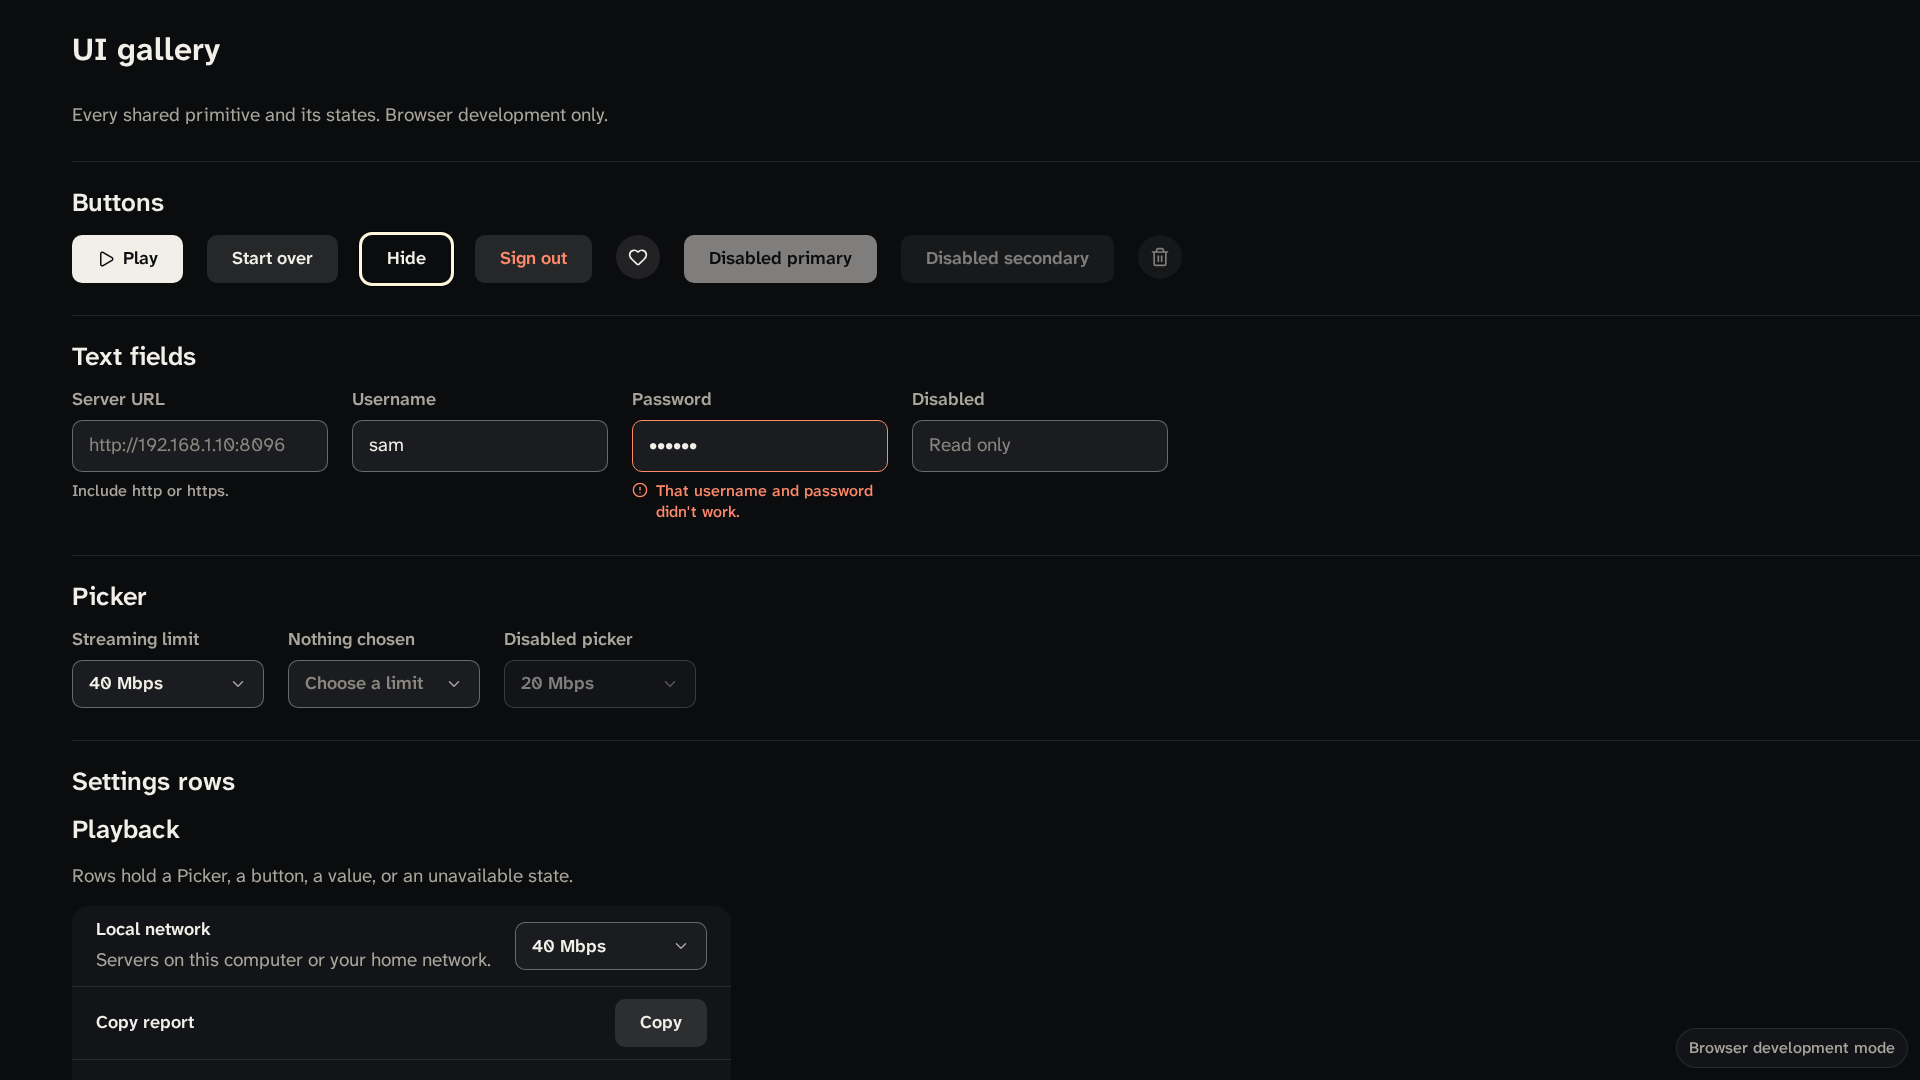 UI gallery
Every shared primitive and its states. Browser development only.
Buttons
Play
Start over
Hide
Sign out
Disabled primary
Disabled secondary
Text fields
Server URL
Username
Password
Disabled
http://192.168.1.10:8096
sam
••••••
Read only
Include http or https.
That username and password
didn't work.
Picker
Streaming limit
Nothing chosen
Disabled picker
40 Mbps
Choose a limit
20 Mbps
Settings rows
Playback
Rows hold a Picker, a button, a value, or an unavailable state.
Local network
Servers on this computer or your home network.
40 Mbps
Copy report
Copy
Browser development mode